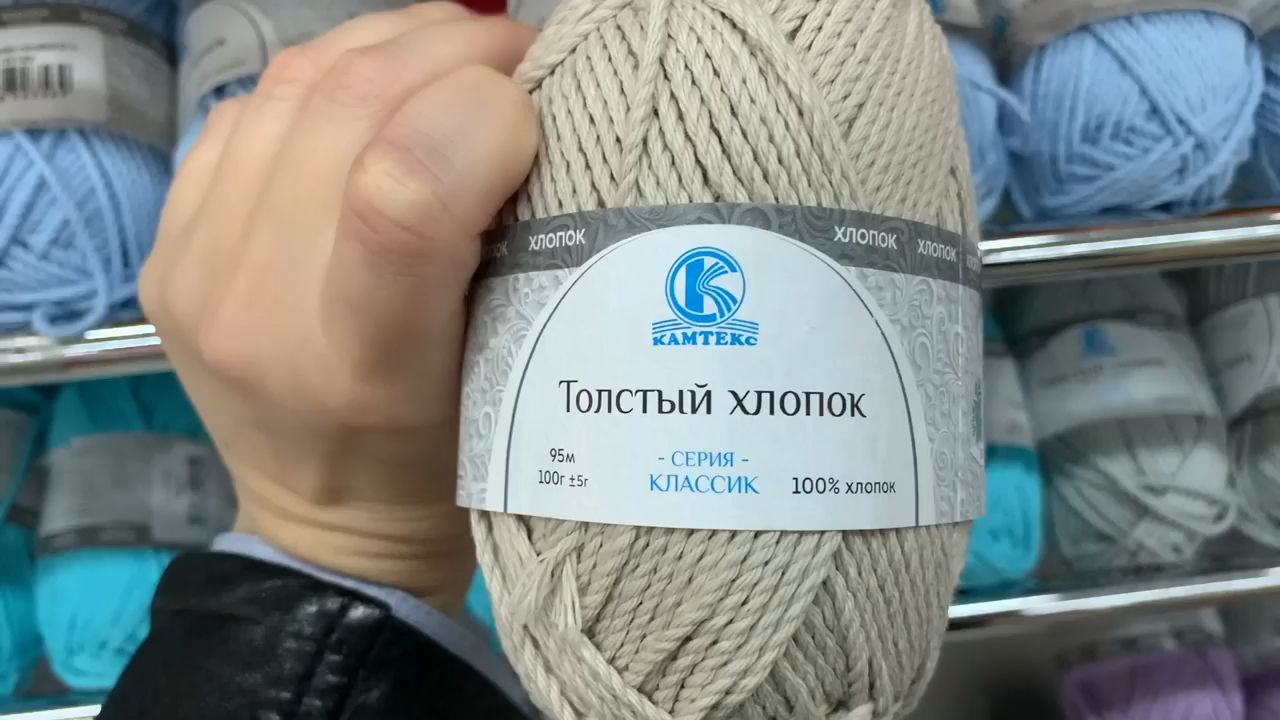 ХЛОПОК ХЛОПОК ХЛОПОК
КАМТЕКС
Толстый хлопок
95м
100г ±5г
- СЕРИЯ -
КЛАССИК
100% хлопок